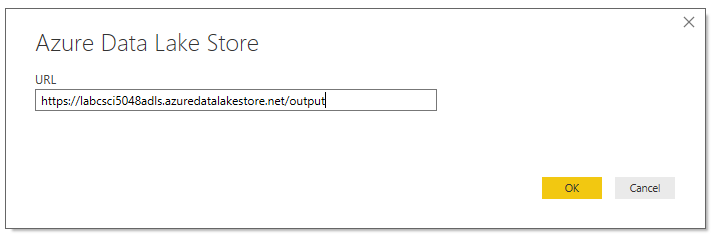 Azure Data Lake Store
URL
https://labcsci5048adls.azuredatalakestore.net/output
OK Cancel